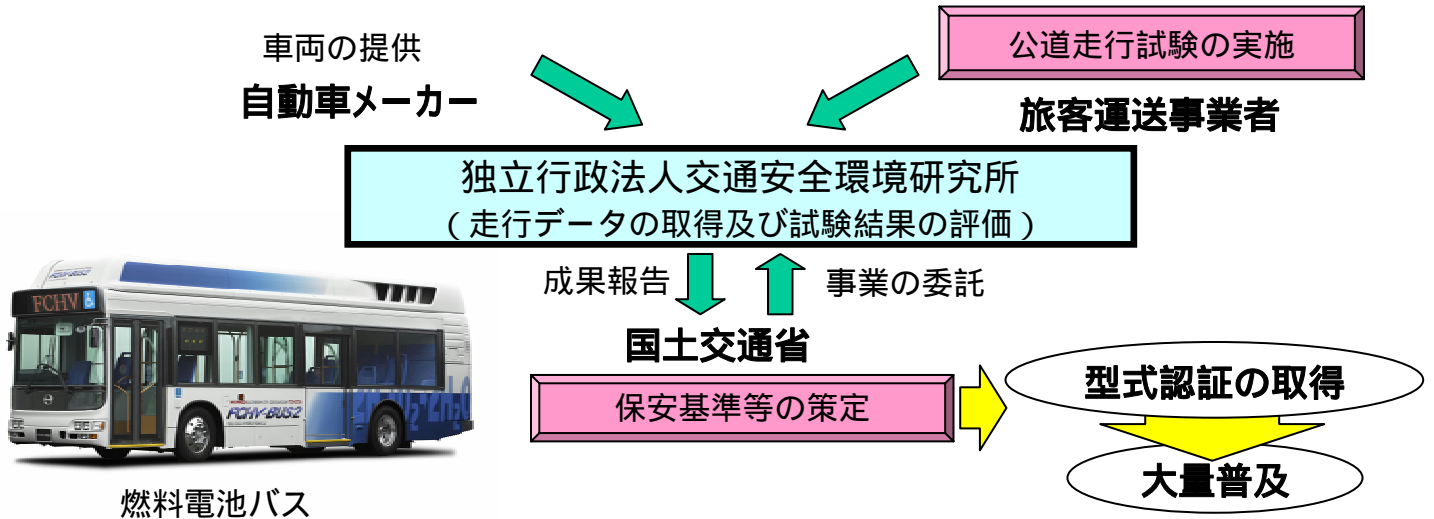 車両の提供
自動車メーカー
公道走行試験の実施
旅客運送事業者
独立行政法人交通安全環境研究所
(走行データの取得及び試験結果の評価)
成果報告
事業の委託
国土交通省
保安基準等の策定
型式認証の取得
大量普及
FCHV-BUS2
FCHV
FCHV-BUS2
燃料電池バス